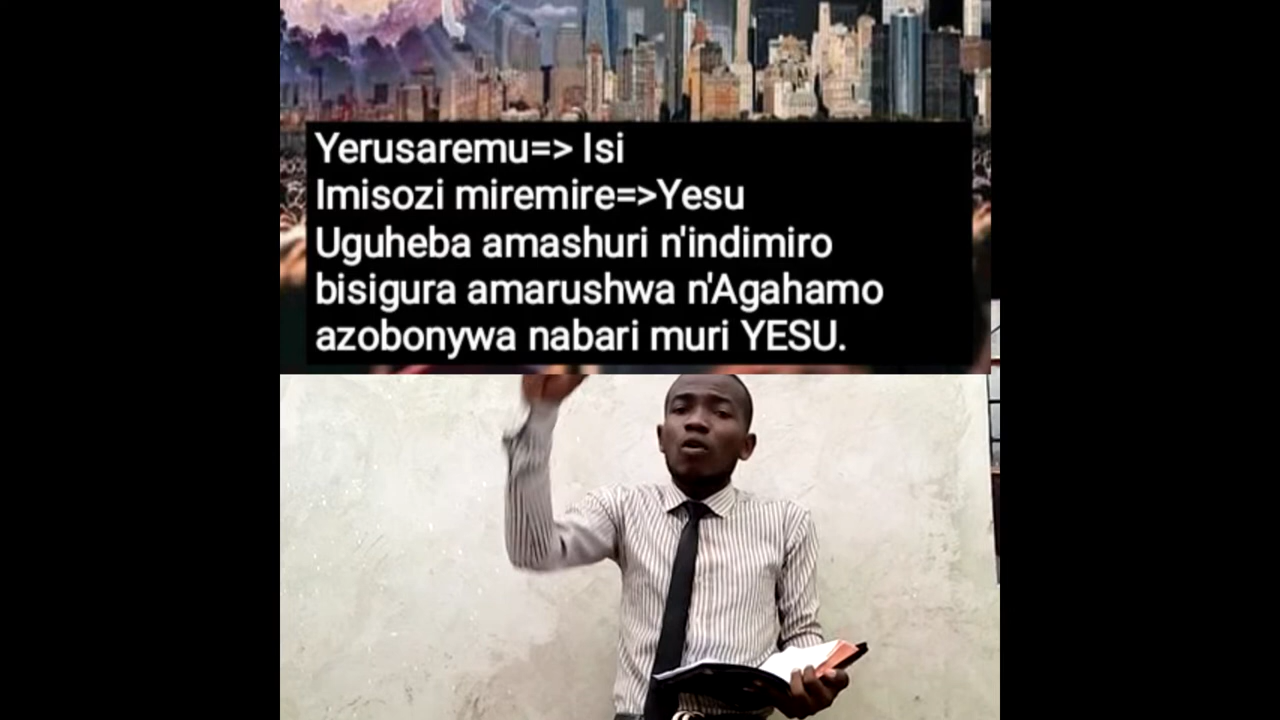 Yerusaremu=> Isi
Imisozi miremire=>Yesu
Uguheba amashuri n'indimiro
bisigura amarushwa n'Agahamo
azobonywa nabari muri YESU.